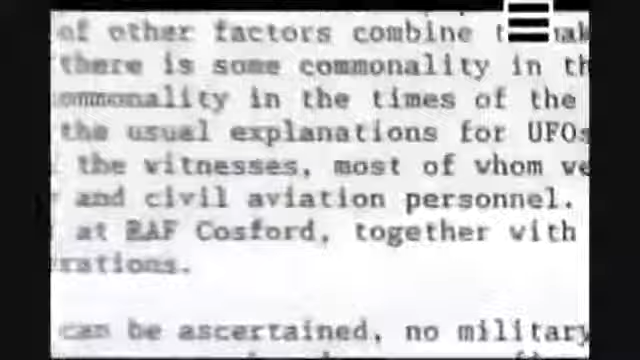 of other factors combine
there is some commonality in th
ommonality in the times of the
the usual explanations for UFOs
the witnesses, most of whom we
and civil aviation personnel.
at RAF Cosford, together with
rations.
can be ascertained, no military